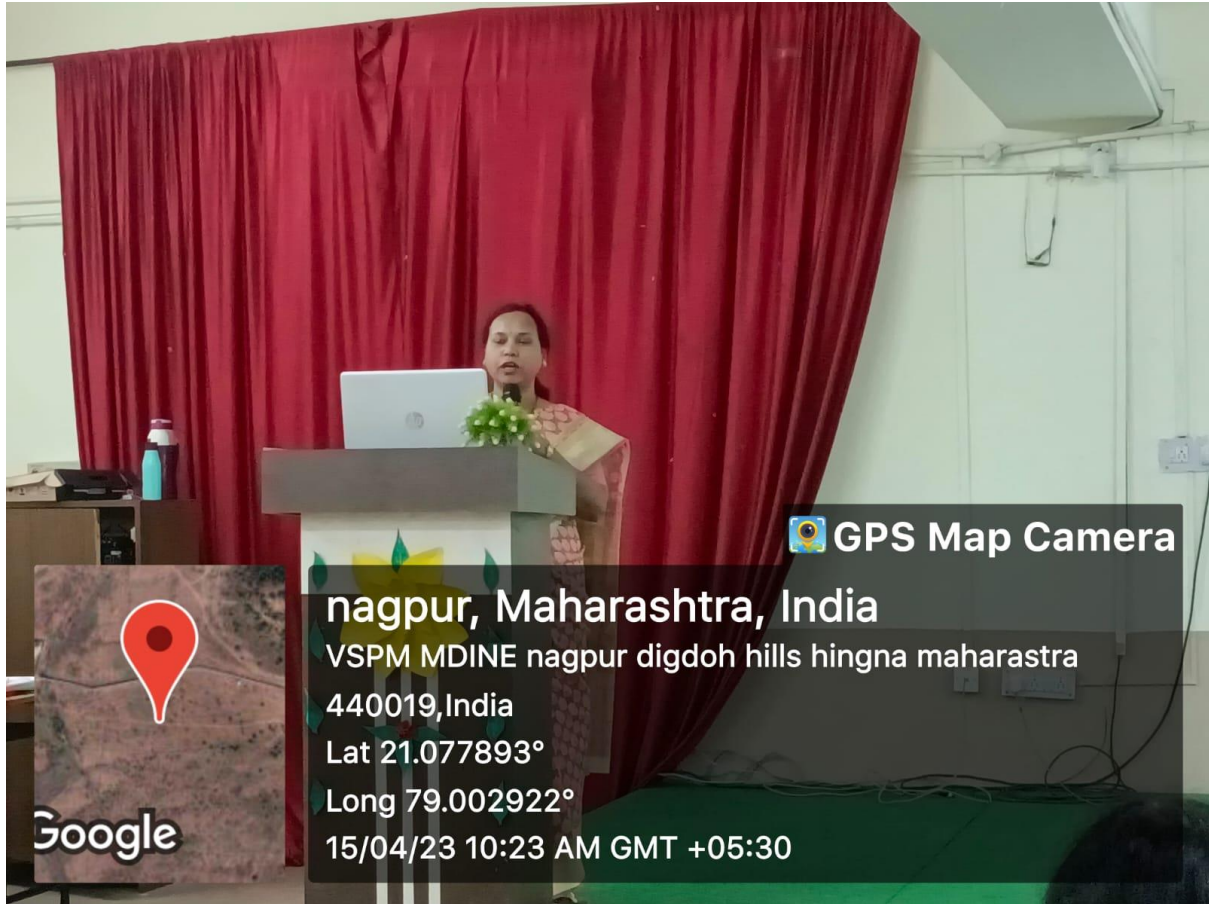 GPS Map Camera
nagpur, Maharashtra, India
VSPM MDINE nagpur digdoh hills hingna maharastra
440019,India
Lat 21.077893°
Long 79.002922°
15/04/23 10:23 AM GMT +05:30
Google
hp